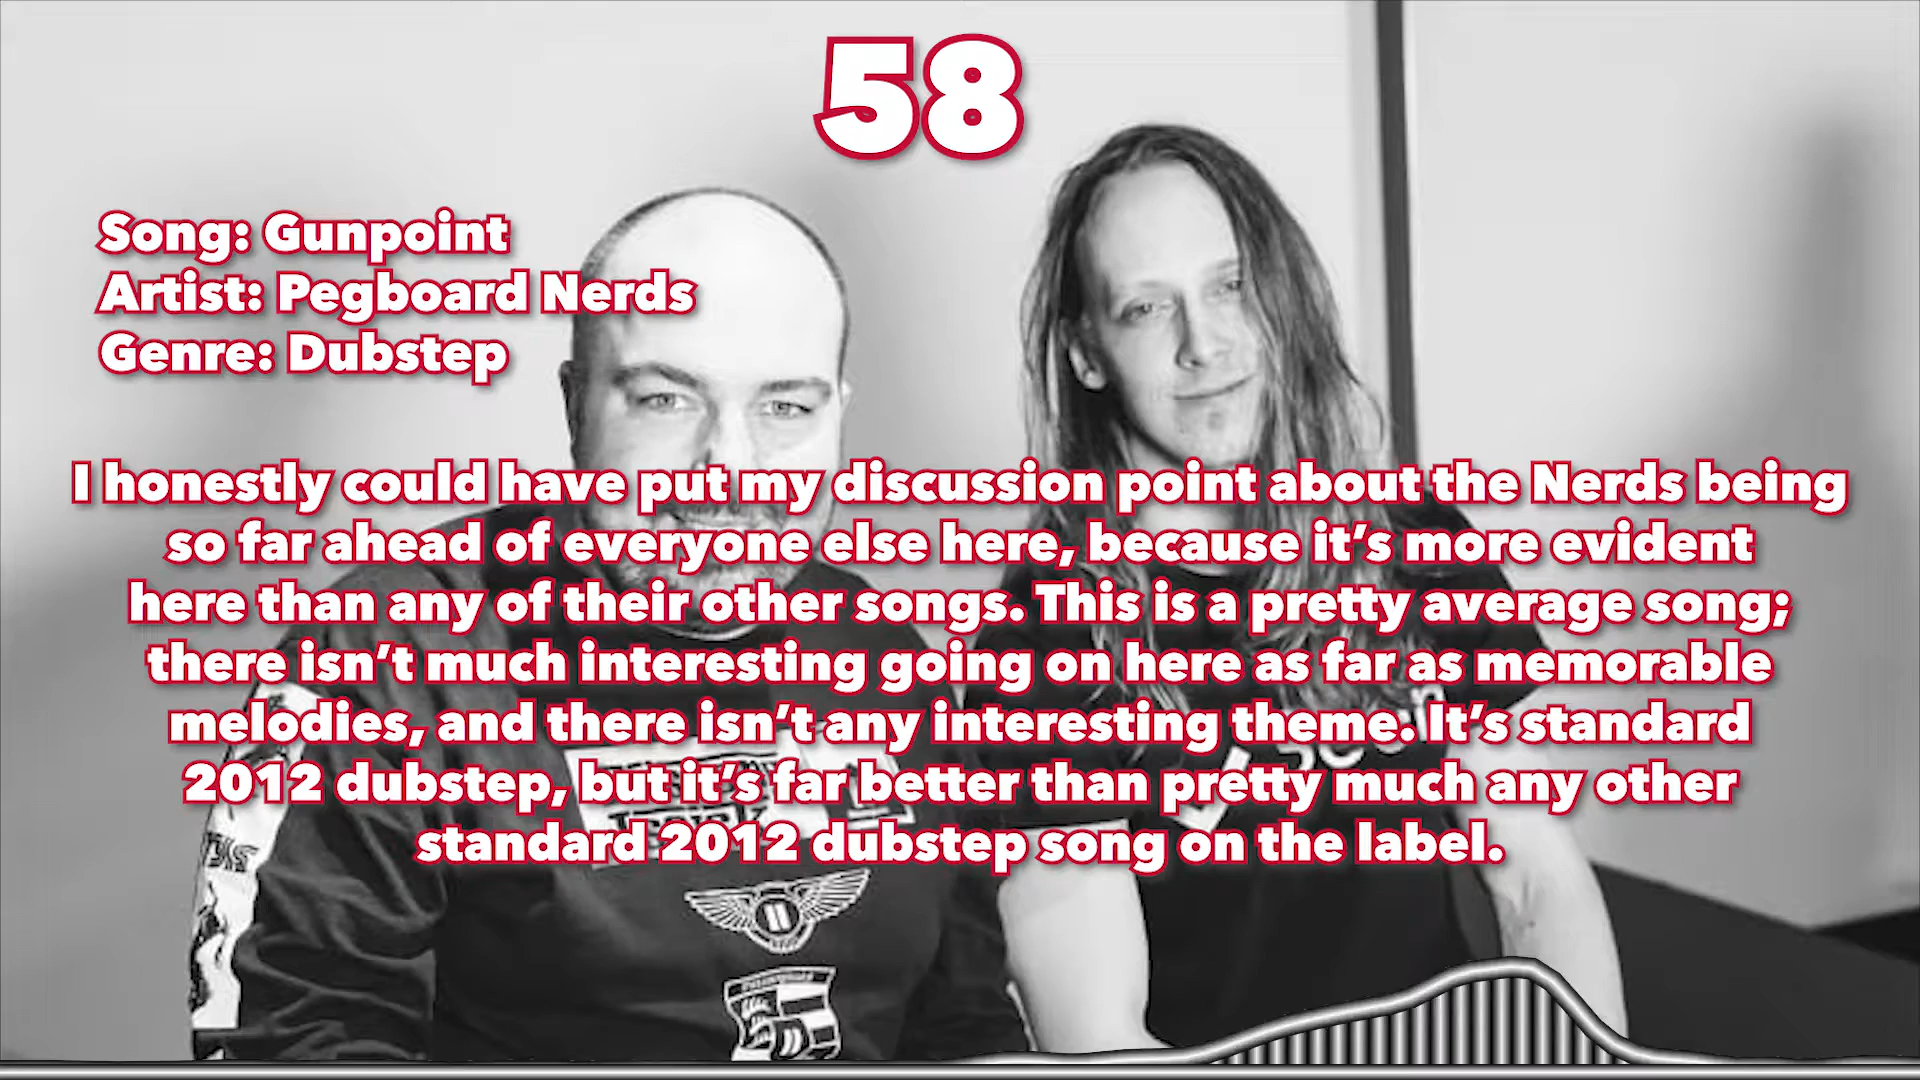 58
Song: Gunpoint
Artist: Pegboard Nerds
Genre: Dubstep
I honestly could have put my discussion point about the Nerds being
so far ahead of everyone else here, because it’s more evident
here than any of their other songs. This is a pretty average song;
there isn’t much interesting going on here as far as memorable
melodies, and there isn’t any interesting theme. It’s standard
2012 dubstep, but it’s far better than pretty much any other
standard 2012 dubstep song on the label.